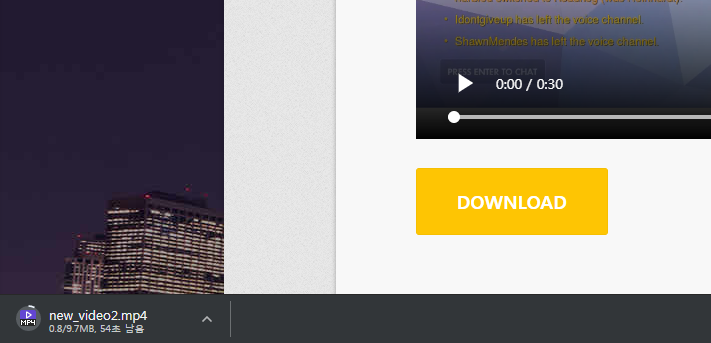 • Idontgiveup has left the voice channel.
• ShawnMendes has left the voice channel.
PRESS ENTER TO CHAT
0:00 / 0:30
DOWNLOAD
new_video2.mp4
0.8/9.7MB, 54초 남음
MP4